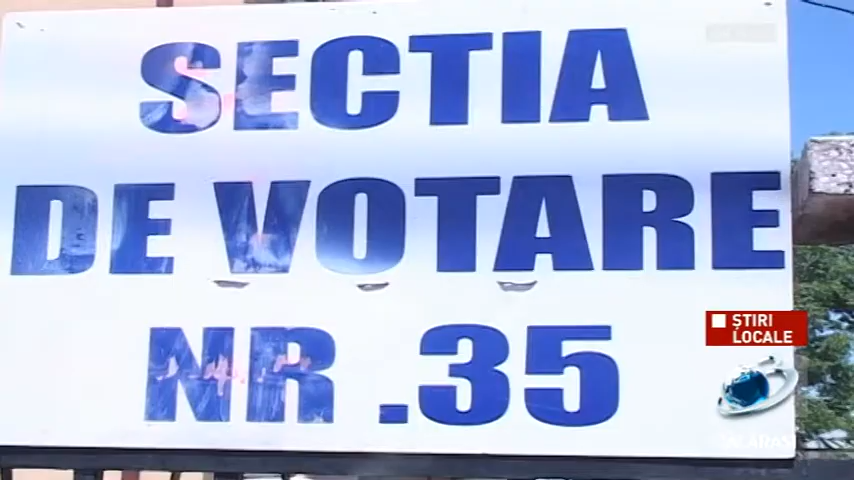 SECTIA
DE VOTARE
NR .35
ȘTIRI
LOCALE